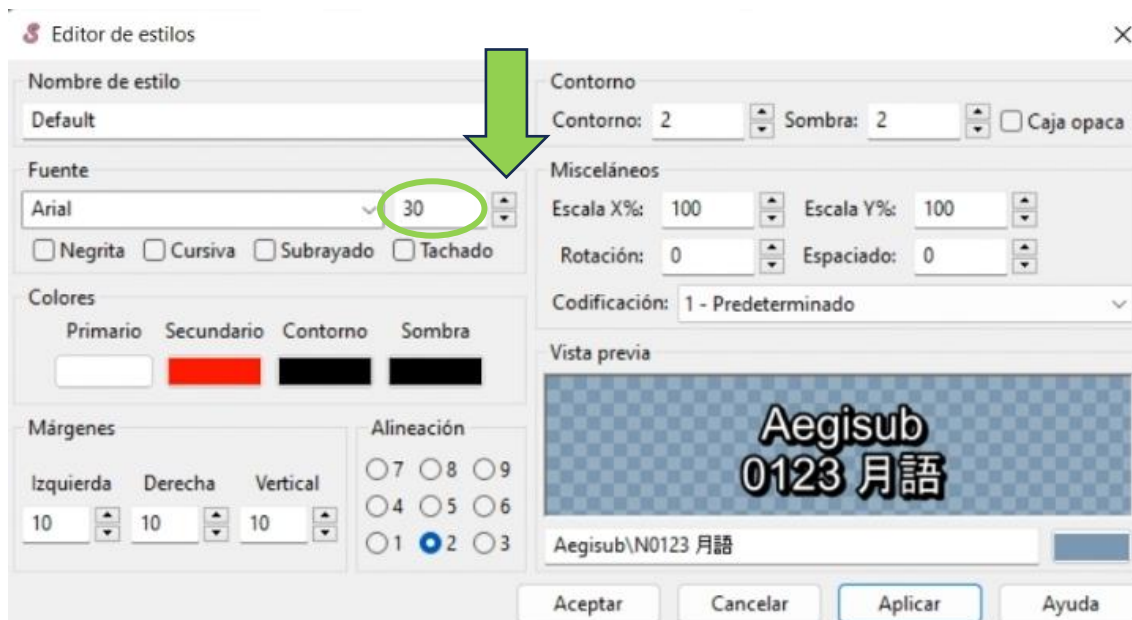 Editor de estilos
Nombre de estilo
Default
Fuente
Arial 30
Negrita Cursiva Subrayado Tachado
Colores
Primario Secundario Contorno Sombra
Márgenes
Izquierda Derecha Vertical
10 10 10
Alineación
7 8 9
4 5 6
1 2 3
Contorno
Contorno: 2 Sombra: 2 Caja opaca
Misceláneos
Escala X%: 100 Escala Y%: 100
Rotación: 0 Espaciado: 0
Codificación: 1 - Predeterminado
Vista previa
Aegisub
0123 月語
Aegisub\N0123 月語
Aceptar Cancelar Aplicar Ayuda